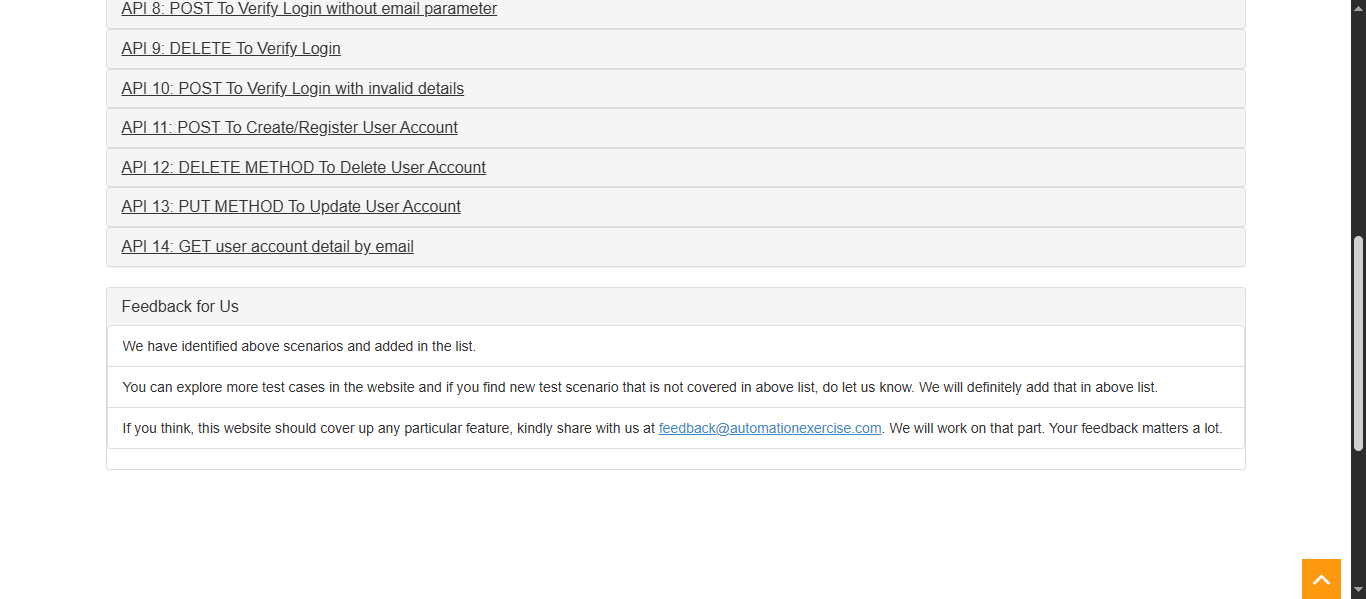 API 8: POST To Verify Login without email parameter
API 9: DELETE To Verify Login
API 10: POST To Verify Login with invalid details
API 11: POST To Create/Register User Account
API 12: DELETE METHOD To Delete User Account
API 13: PUT METHOD To Update User Account
API 14: GET user account detail by email
Feedback for Us
We have identified above scenarios and added in the list.
You can explore more test cases in the website and if you find new test scenario that is not covered in above list, do let us know. We will definitely add that in above list.
If you think, this website should cover up any particular feature, kindly share with us at feedback@automationexercise.com. We will work on that part. Your feedback matters a lot.